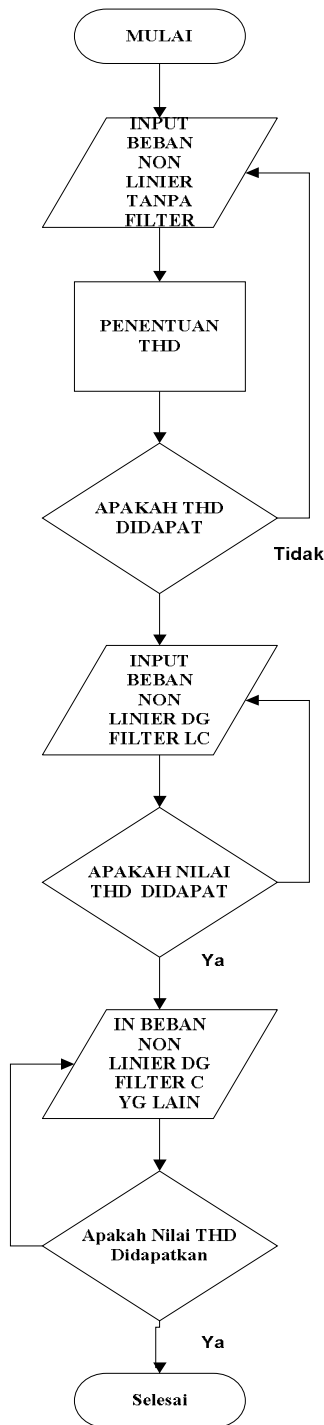 MULAI
INPUT
BEBAN
NON
LINIER
TANPA
FILTER
PENENTUAN
THD
APAKAH THD
DIDAPAT
Tidak
INPUT
BEBAN
NON
LINIER DG
FILTER LC
APAKAH NILAI
THD DIDAPAT
Ya
IN BEBAN
NON
LINIER DG
FILTER C
YG LAIN
Apakah Nilai THD
Didapatkan
Ya
Selesai